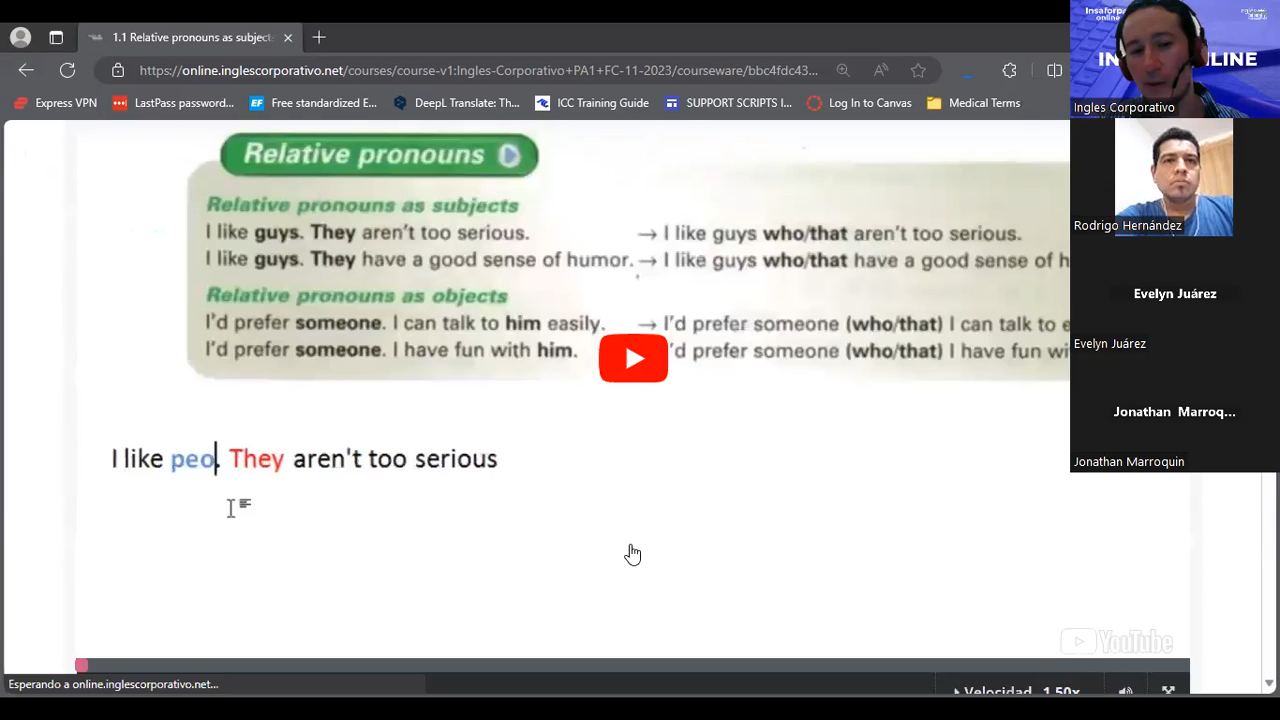 1.1 Relative pronouns as subject
https://online.inglescorporativo.net/courses/course-v1:Ingles-Corporativo+PA1+FC-11-2023/courseware/bbc4fdc43...
Express VPN
LastPass password...
EF Free standardized E...
DeepL Translate: Th...
ICC Training Guide
SUPPORT SCRIPTS I...
Log In to Canvas
Medical Terms
Relative pronouns
Relative pronouns as subjects
I like guys. They aren't too serious. → I like guys who/that aren't too serious.
I like guys. They have a good sense of humor. → I like guys who/that have a good sense of h
Relative pronouns as objects
I'd prefer someone. I can talk to him easily. → I'd prefer someone (who/that) I can talk to e
I'd prefer someone. I have fun with him. 'd prefer someone (who/that) I have fun wi
I like peo. They aren't too serious
YouTube
Velocidad 1.50x
Esperando a online.inglescorporativo.net...
Insaforp
online
IN LINE
Ingles Corporativo
Rodrigo Hernández
Evelyn Juárez
Evelyn Juárez
Jonathan Marroq...
Jonathan Marroquin